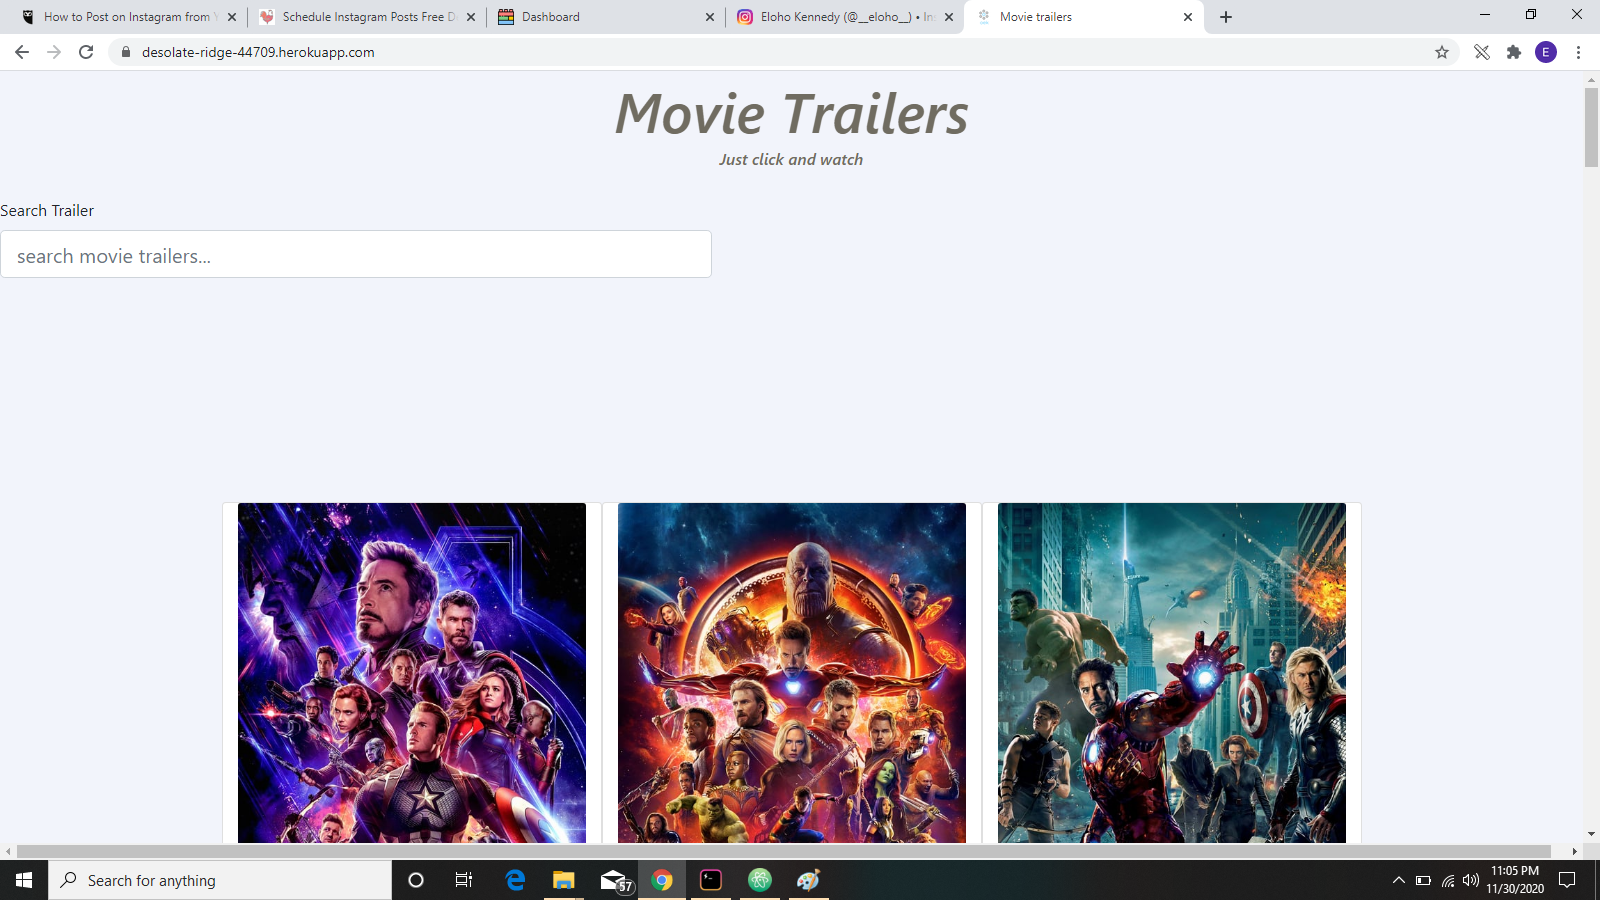 How to Post on Instagram from Y
Schedule Instagram Posts Free D
Dashboard
Eloho Kennedy (@__eloho__) • Ins
Movie trailers
desolate-ridge-44709.herokuapp.com
E
Movie Trailers
Just click and watch
Search Trailer
search movie trailers...
Search for anything
57
11:05 PM
11/30/2020